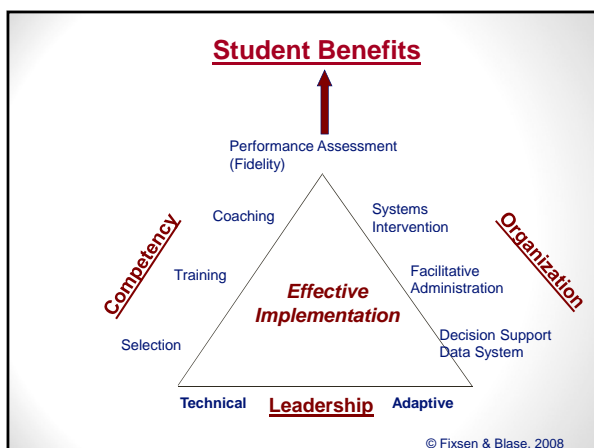 Student Benefits
Performance Assessment
(Fidelity)
Coaching
Systems
Intervention
Competency
Organization
Training
Facilitative
Administration
Effective
Implementation
Selection
Decision Support
Data System
Technical Leadership Adaptive
© Fixsen & Blase, 2008